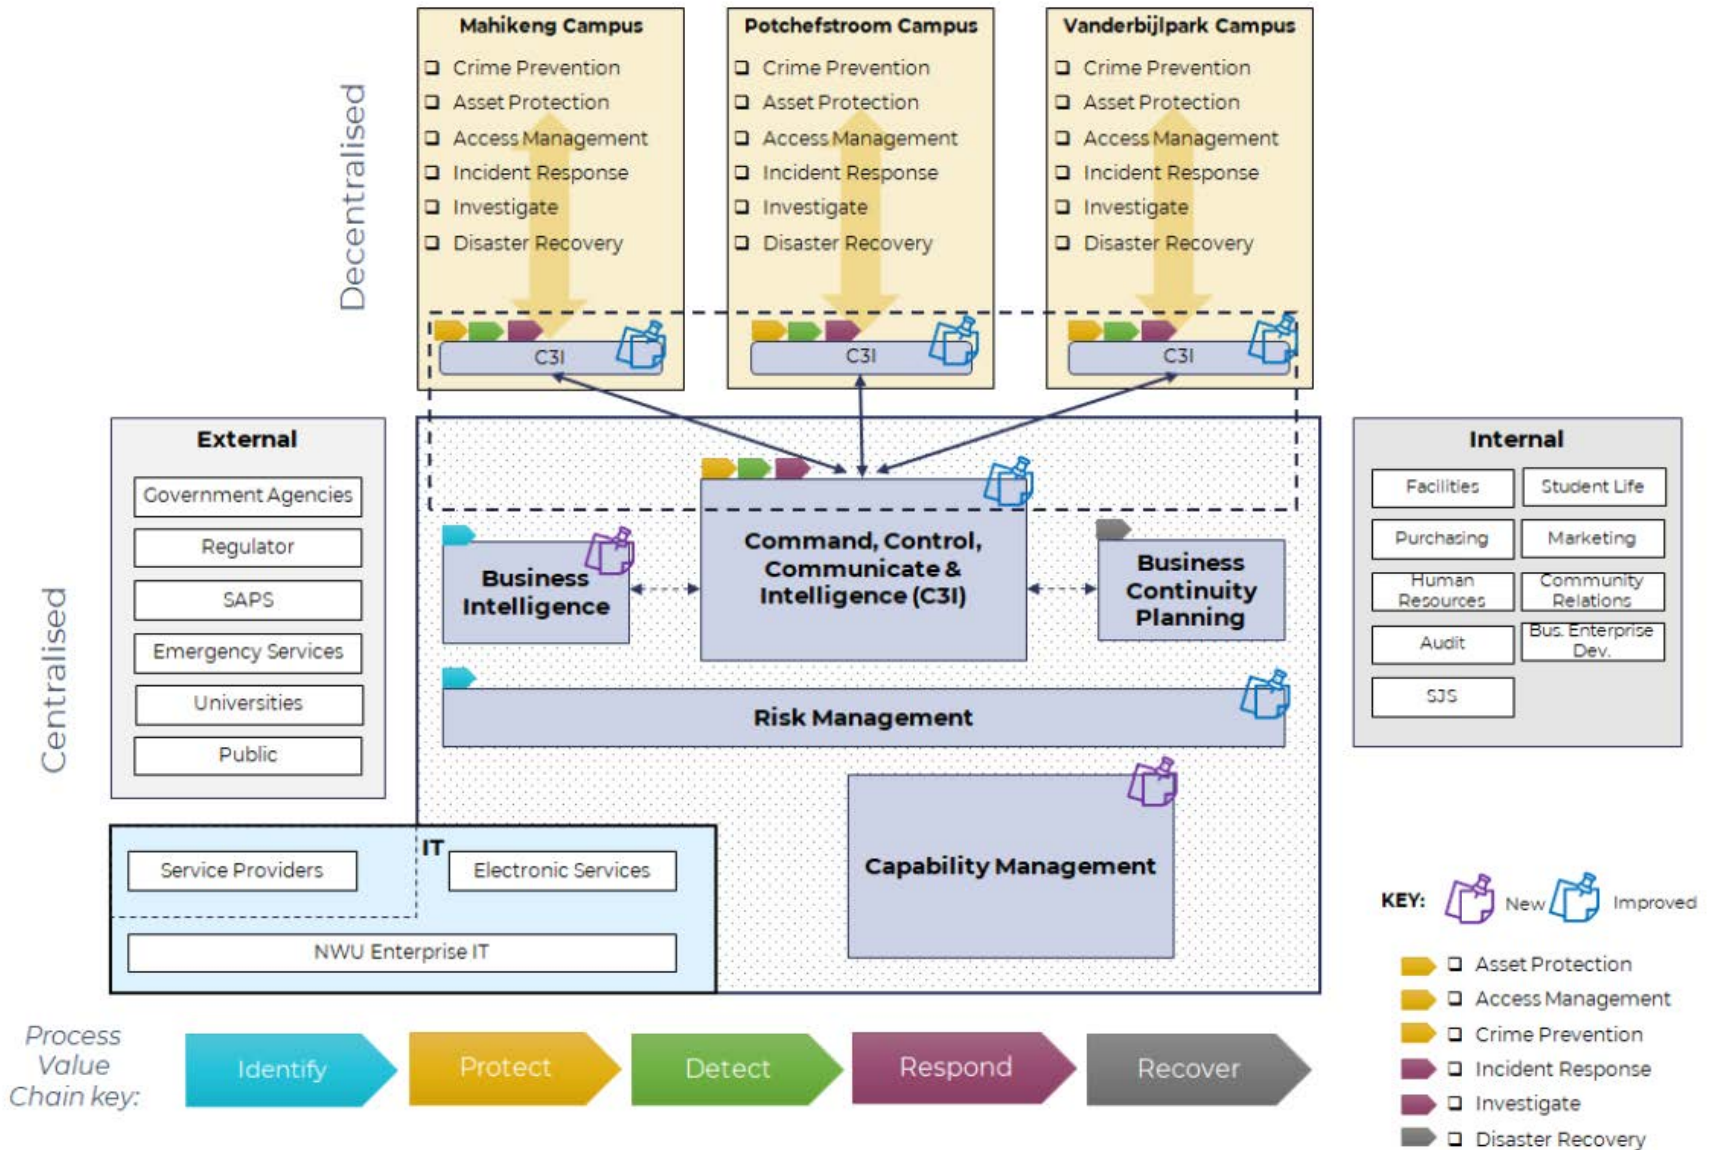 Decentralised
Mahikeng Campus
Crime Prevention
Asset Protection
Access Management
Incident Response
Investigate
Disaster Recovery
C3I
Potchefstroom Campus
Crime Prevention
Asset Protection
Access Management
Incident Response
Investigate
Disaster Recovery
C3I
Vanderbijlpark Campus
Crime Prevention
Asset Protection
Access Management
Incident Response
Investigate
Disaster Recovery
C3I
Centralised
External
Government Agencies
Regulator
SAPS
Emergency Services
Universities
Public
Business
Intelligence
Command, Control,
Communicate &
Intelligence (C3I)
Business
Continuity
Planning
Risk Management
Capability Management
Internal
Facilities
Student Life
Purchasing
Marketing
Human
Resources
Community
Relations
Audit
Bus. Enterprise
Dev.
SJS
IT
Service Providers
Electronic Services
NWU Enterprise IT
KEY:
New
Improved
Asset Protection
Access Management
Crime Prevention
Incident Response
Investigate
Disaster Recovery
Process
Value
Chain key:
Identify
Protect
Detect
Respond
Recover